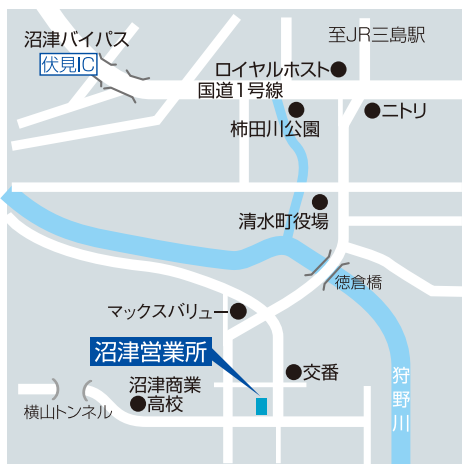 沼津バイパス
伏見IC
至JR三島駅
ロイヤルホスト
国道1号線
ニトリ
柿田川公園
清水町役場
徳倉橋
マックスバリュー
沼津営業所
交番
沼津商業
高校
横山トンネル
狩野川